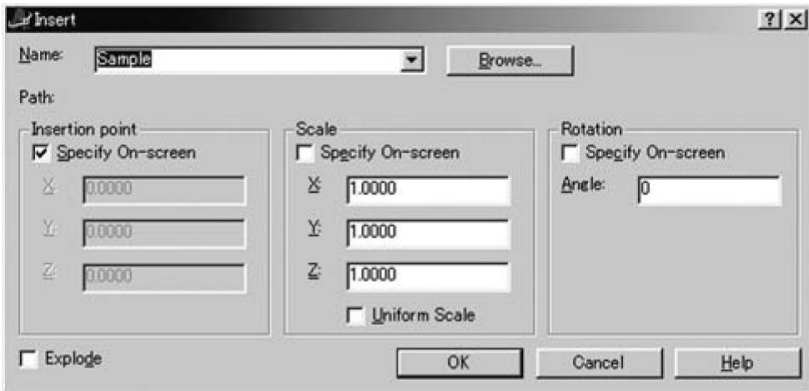 Insert
Name: Sample Browse...
Path:
Insertion point Scale Rotation
Specify On-screen Specify On-screen Specify On-screen
X: 0.0000 X: 1.0000 Angle: 0
Y: 0.0000 Y: 1.0000
Z: 0.0000 Z: 1.0000
Uniform Scale
Explode OK Cancel Help